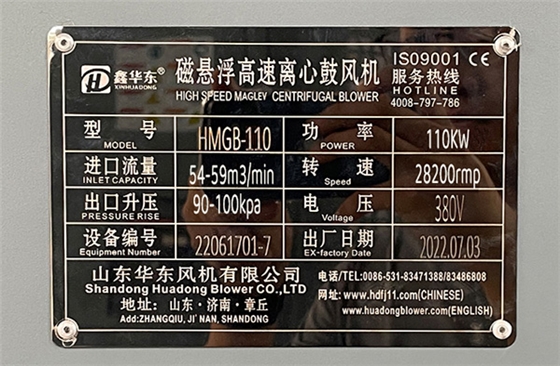 鑫华东
XINHUADONG
磁悬浮高速离心鼓风机
HIGH SPEED MAGLEV CENTRIFUGAL BLOWER
ISO9001 CE
服务热线
HOTLINE
4008-797-786
型号 HMGB-110 功率 110KW
MODEL POWER
进口流量 54-59m3/min 转速 28200rmp
INLET CAPACITY Speed
出口升压 90-100kpa 电压 380V
PRESSURE RISE Voltage
设备编号 22061701-7 出厂日期 2022.07.03
Equipment Number EX-factory Date
山东华东风机有限公司
Shandong Huadong Blower CO.,LTD
地址: 山东·济南·章丘
Add:ZHANGQIU, JI'NAN, SHANDONG
电话/TEL:0086-531-83471388/83486808
网址: www.hdfj11.com(CHINESE)
www.huadongblower.com(ENGLISH)